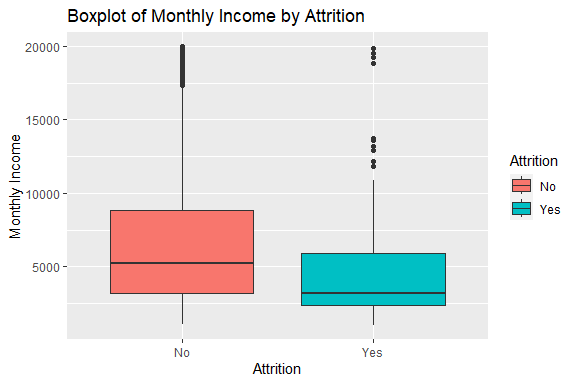 Boxplot of Monthly Income by Attrition
20000
15000
10000
5000
Monthly Income
No
Yes
Attrition
Attrition
No
Yes